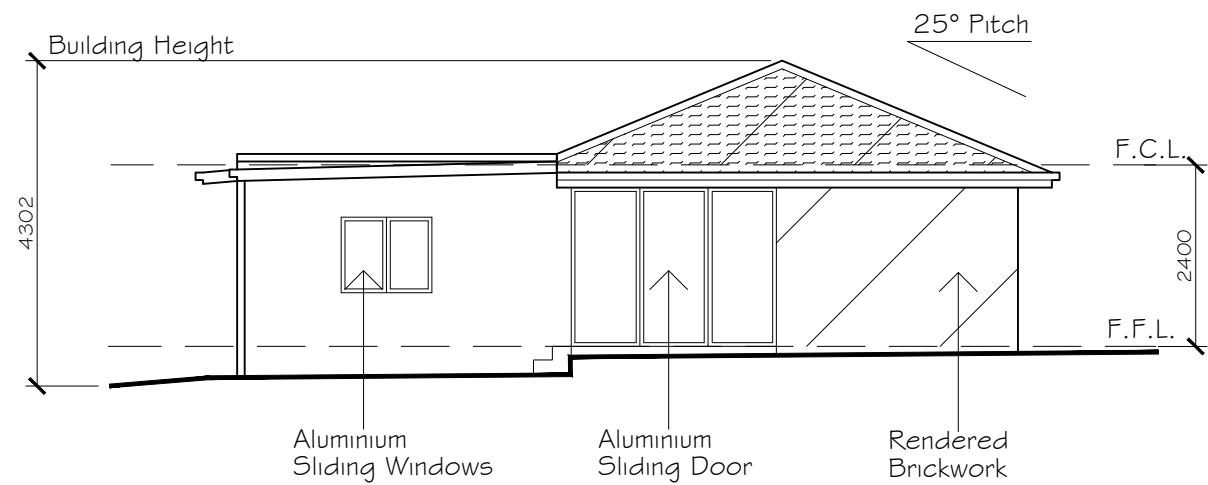 25° Pitch
Building Height
F.C.L.
4302
2400
F.F.L.
Aluminium
Sliding Windows
Aluminium
Sliding Door
Rendered
Brickwork